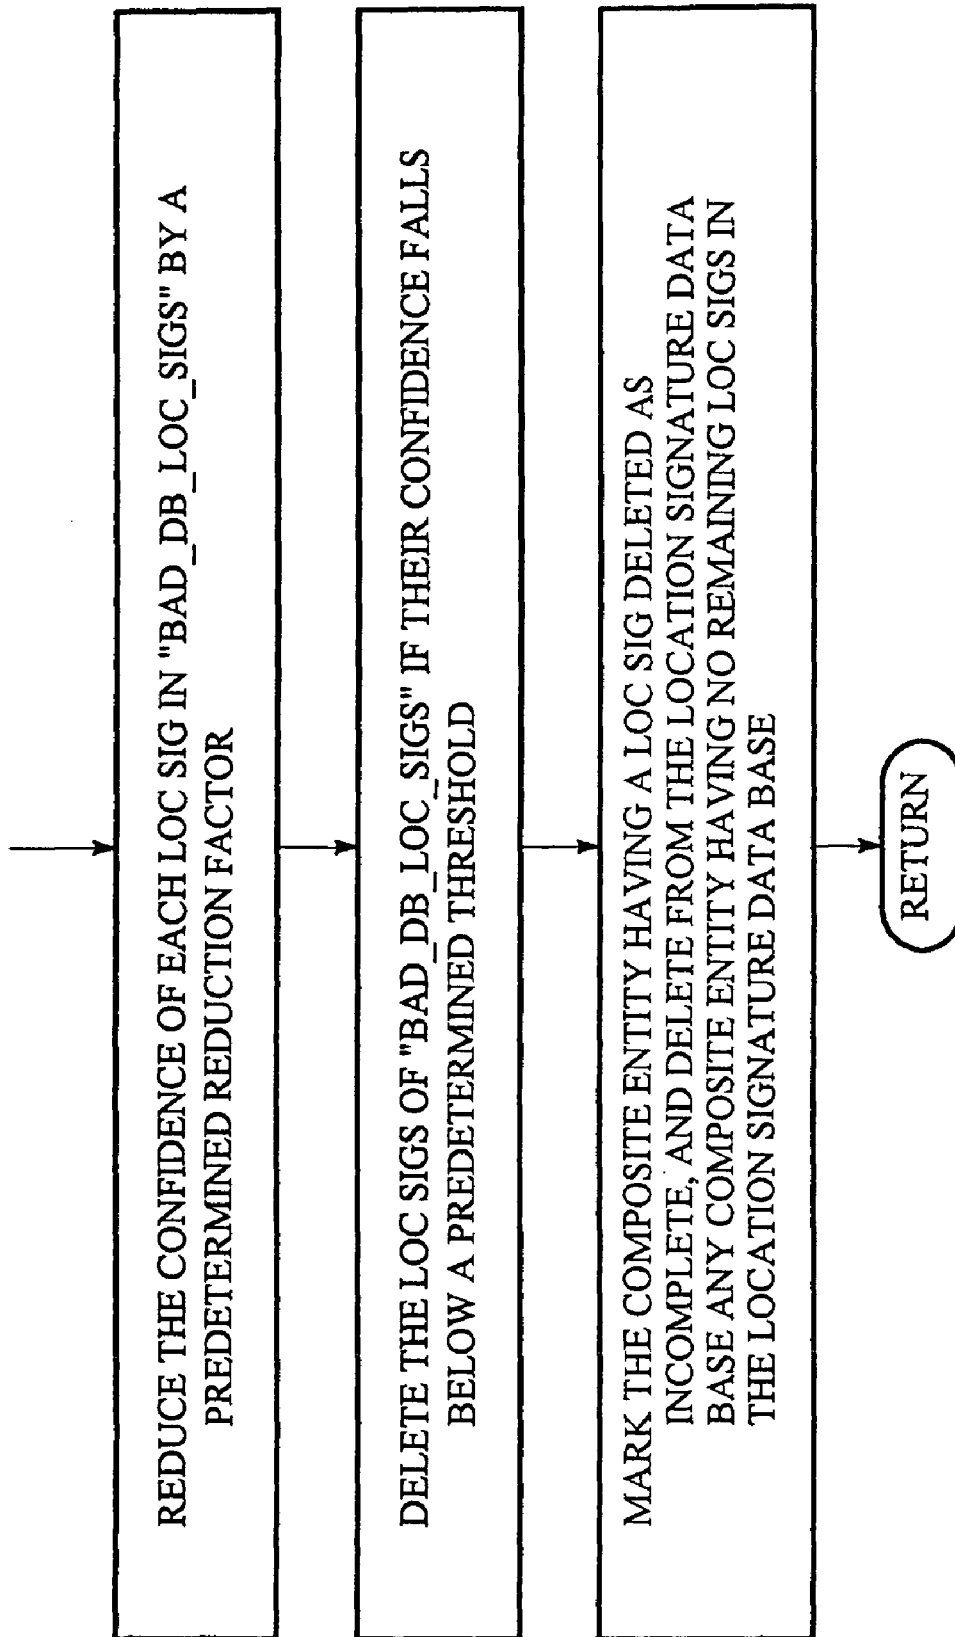 REDUCE THE CONFIDENCE OF EACH LOC SIG IN "BAD_DB_LOC_SIGS" BY A
PREDETERMINED REDUCTION FACTOR
DELETE THE LOC SIGS OF "BAD_DB_LOC_SIGS" IF THEIR CONFIDENCE FALLS
BELOW A PREDETERMINED THRESHOLD
MARK THE COMPOSITE ENTITY HAVING A LOC SIG DELETED AS
INCOMPLETE, AND DELETE FROM THE LOCATION SIGNATURE DATA
BASE ANY COMPOSITE ENTITY HAVING NO REMAINING LOC SIGS IN
THE LOCATION SIGNATURE DATA BASE
RETURN